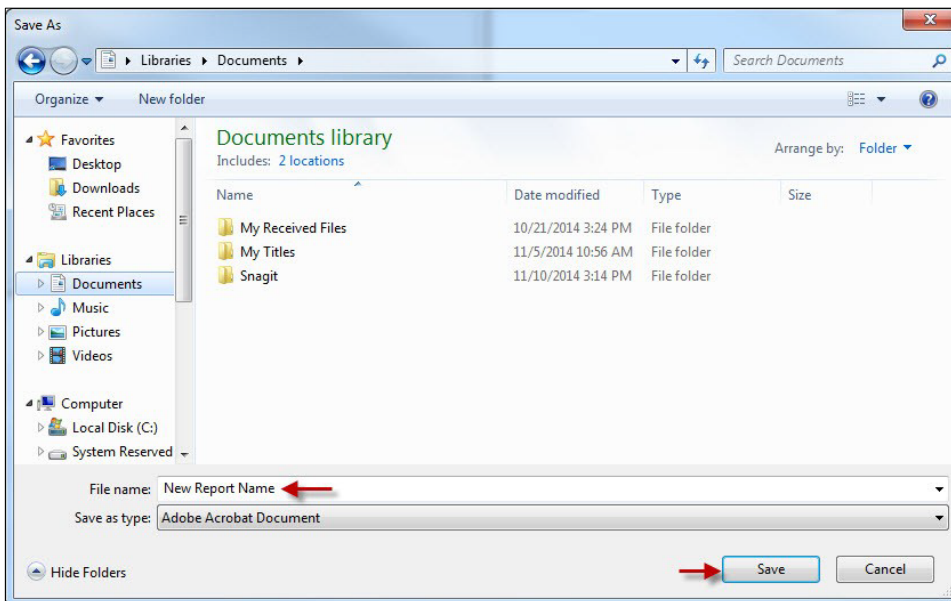 Save As
Libraries Documents
Search Documents
Organize New folder
Favorites
Desktop
Downloads
Recent Places
Libraries
Documents
Music
Pictures
Videos
Computer
Local Disk (C:)
System Reserved
Documents library
Includes: 2 locations
Arrange by: Folder
Name Date modified Type Size
My Received Files 10/21/2014 3:24 PM File folder
My Titles 11/5/2014 10:56 AM File folder
Snagit 11/10/2014 3:14 PM File folder
File name: New Report Name
Save as type: Adobe Acrobat Document
Hide Folders
Save
Cancel